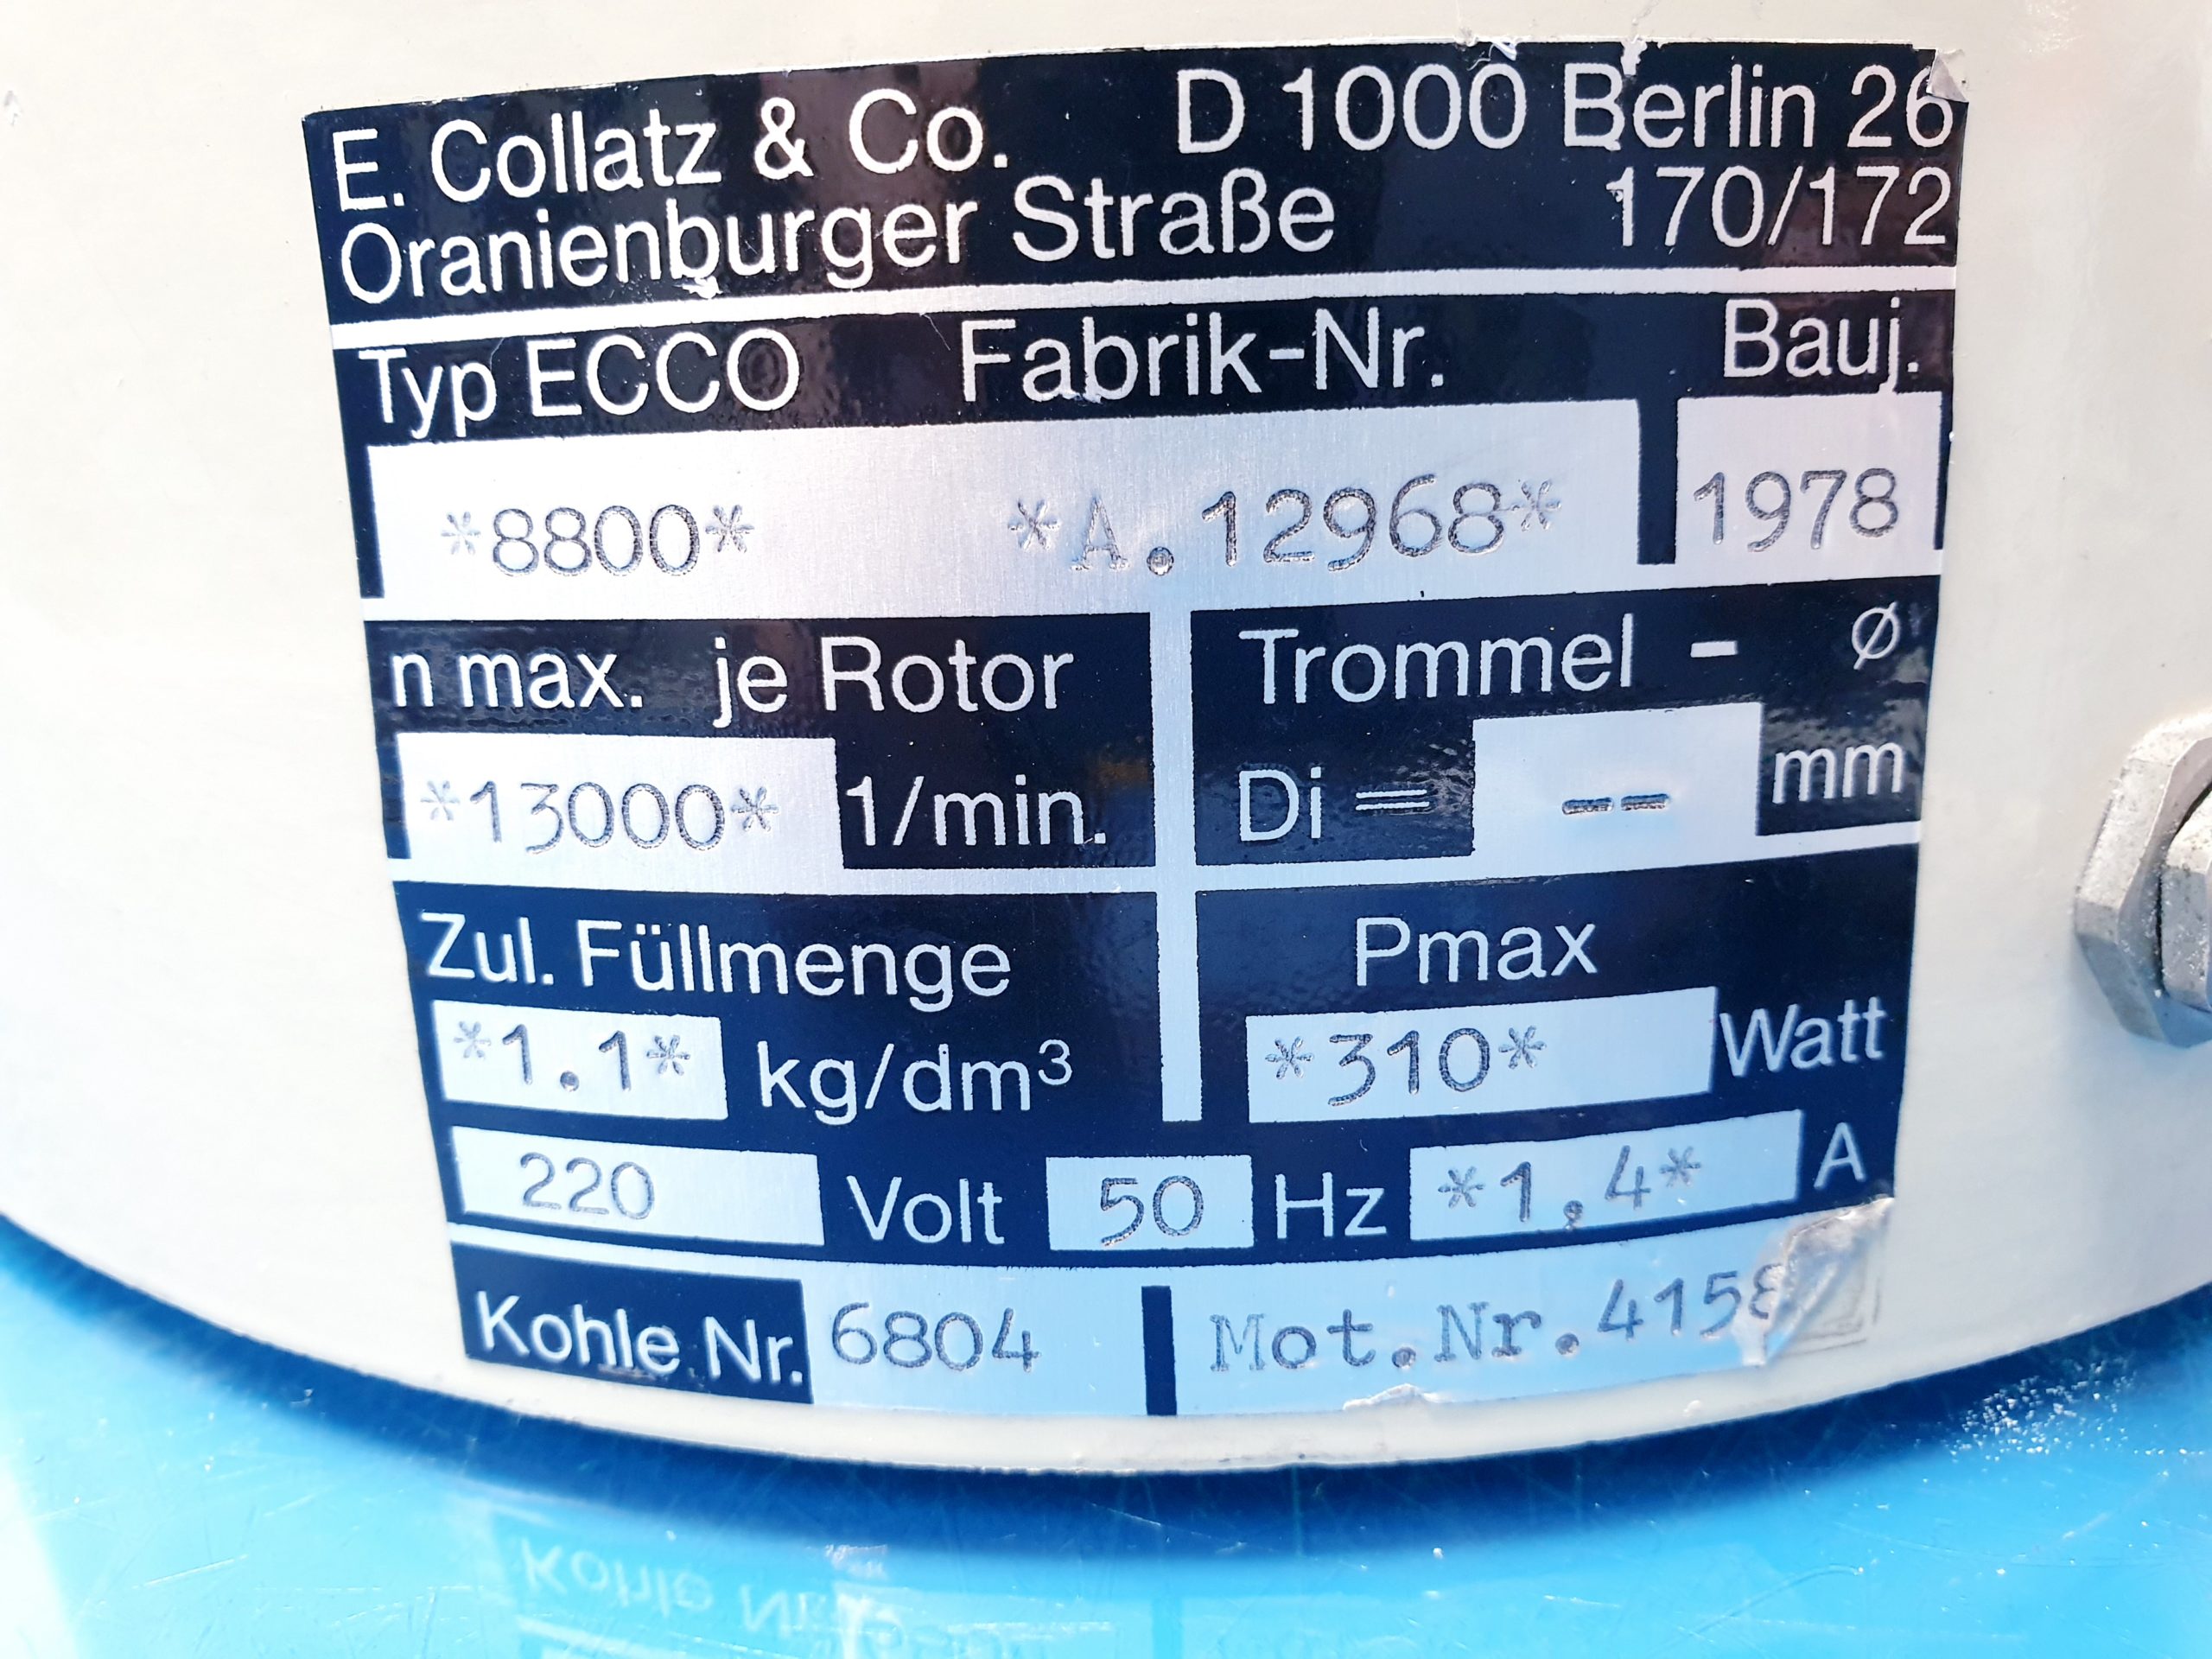 E. Collatz & Co. D 1000 Berlin 26
Oranienburger Straße 170/172
Typ ECCO Fabrik-Nr. Bauj.
*8800* *A.12968* 1978
n max. je Rotor Trommel - Ø
*13000* 1/min. Di = -- mm
Zul. Füllmenge Pmax
*1.1* kg/dm³ *310* Watt
220 Volt 50 Hz *1,4* A
Kohle Nr. 6804 Mot.Nr.